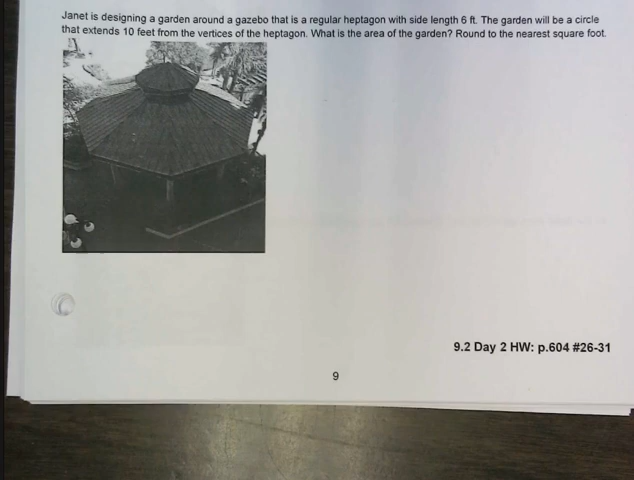 Janet is designing a garden around a gazebo that is a regular heptagon with side length 6 ft. The garden will be a circle
that extends 10 feet from the vertices of the heptagon. What is the area of the garden? Round to the nearest square foot.
9.2 Day 2 HW: p.604 #26-31
9